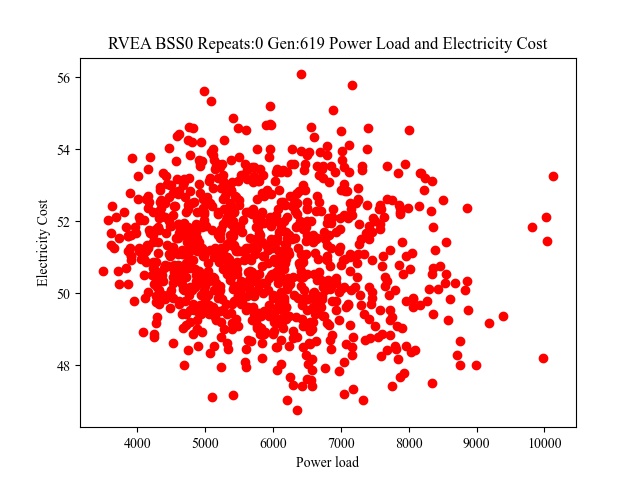 RVEA BSS0 Repeats:0 Gen:619 Power Load and Electricity Cost
56
54
52
50
48
Electricity Cost
4000 5000 6000 7000 8000 9000 10000
Power load